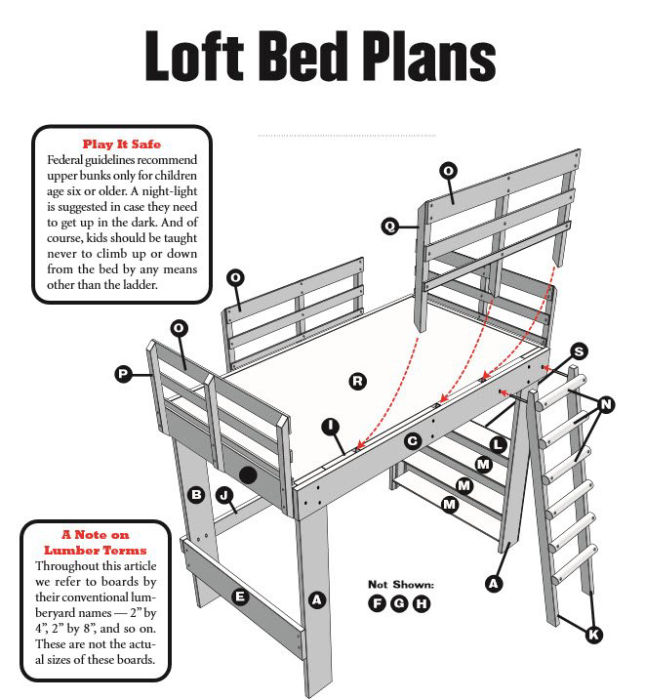 Loft Bed Plans
Play It Safe
Federal guidelines recommend
upper bunks only for children
age six or older. A night-light
is suggested in case they need
to get up in the dark. And of
course, kids should be taught
never to climb up or down
from the bed by any means
other than the ladder.
O
Q
O
O
P
S
R
N
I
C
L
M
B
J
M
M
A
E
A
Not Shown:
F G H
K
A Note on
Lumber Terms
Throughout this article
we refer to boards by
their conventional lum-
beryard names — 2" by
4", 2" by 8", and so on.
These are not the actu-
al sizes of these boards.